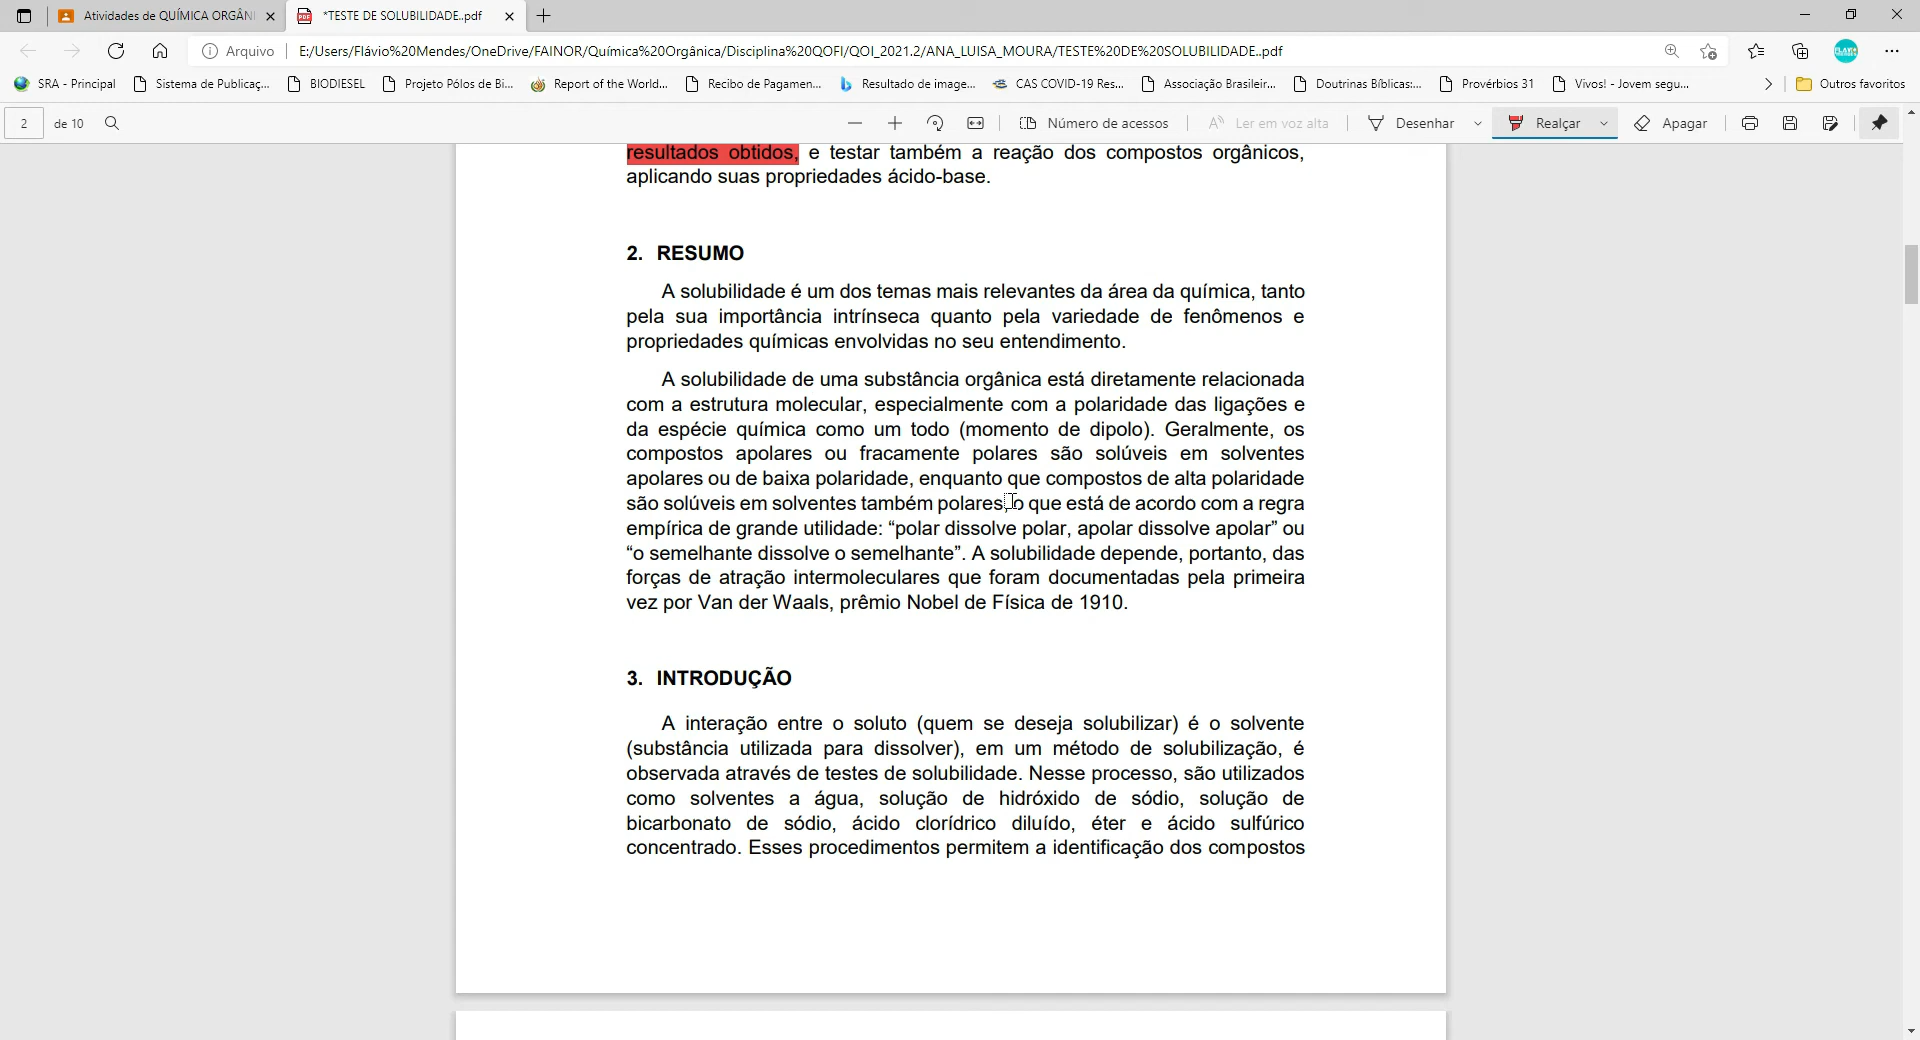 Atividades de QUÍMICA ORGÂNI
*TESTE DE SOLUBILIDADE..pdf
Arquivo
E:/Users/Flávio%20Mendes/OneDrive/FAINOR/Química%20Orgânica/Disciplina%20QOFI/QOI_2021.2/ANA_LUISA_MOURA/TESTE%20DE%20SOLUBILIDADE..pdf
SRA - Principal
Sistema de Publicaç...
BIODIESEL
Projeto Pólos de Bi...
Report of the World...
Recibo de Pagamen...
Resultado de image...
CAS COVID-19 Res...
Associação Brasileir...
Doutrinas Bíblicas:...
Provérbios 31
Vivos! - Jovem segu...
Outros favoritos
2 de 10
Número de acessos
Ler em voz alta
Desenhar
Realçar
Apagar
resultados obtidos, e testar também a reação dos compostos orgânicos,
aplicando suas propriedades ácido-base.
2. RESUMO
A solubilidade é um dos temas mais relevantes da área da química, tanto
pela sua importância intrínseca quanto pela variedade de fenômenos e
propriedades químicas envolvidas no seu entendimento.
A solubilidade de uma substância orgânica está diretamente relacionada
com a estrutura molecular, especialmente com a polaridade das ligações e
da espécie química como um todo (momento de dipolo). Geralmente, os
compostos apolares ou fracamente polares são solúveis em solventes
apolares ou de baixa polaridade, enquanto que compostos de alta polaridade
são solúveis em solventes também polares, o que está de acordo com a regra
empírica de grande utilidade: “polar dissolve polar, apolar dissolve apolar” ou
“o semelhante dissolve o semelhante”. A solubilidade depende, portanto, das
forças de atração intermoleculares que foram documentadas pela primeira
vez por Van der Waals, prêmio Nobel de Física de 1910.
3. INTRODUÇÃO
A interação entre o soluto (quem se deseja solubilizar) é o solvente
(substância utilizada para dissolver), em um método de solubilização, é
observada através de testes de solubilidade. Nesse processo, são utilizados
como solventes a água, solução de hidróxido de sódio, solução de
bicarbonato de sódio, ácido clorídrico diluído, éter e ácido sulfúrico
concentrado. Esses procedimentos permitem a identificação dos compostos